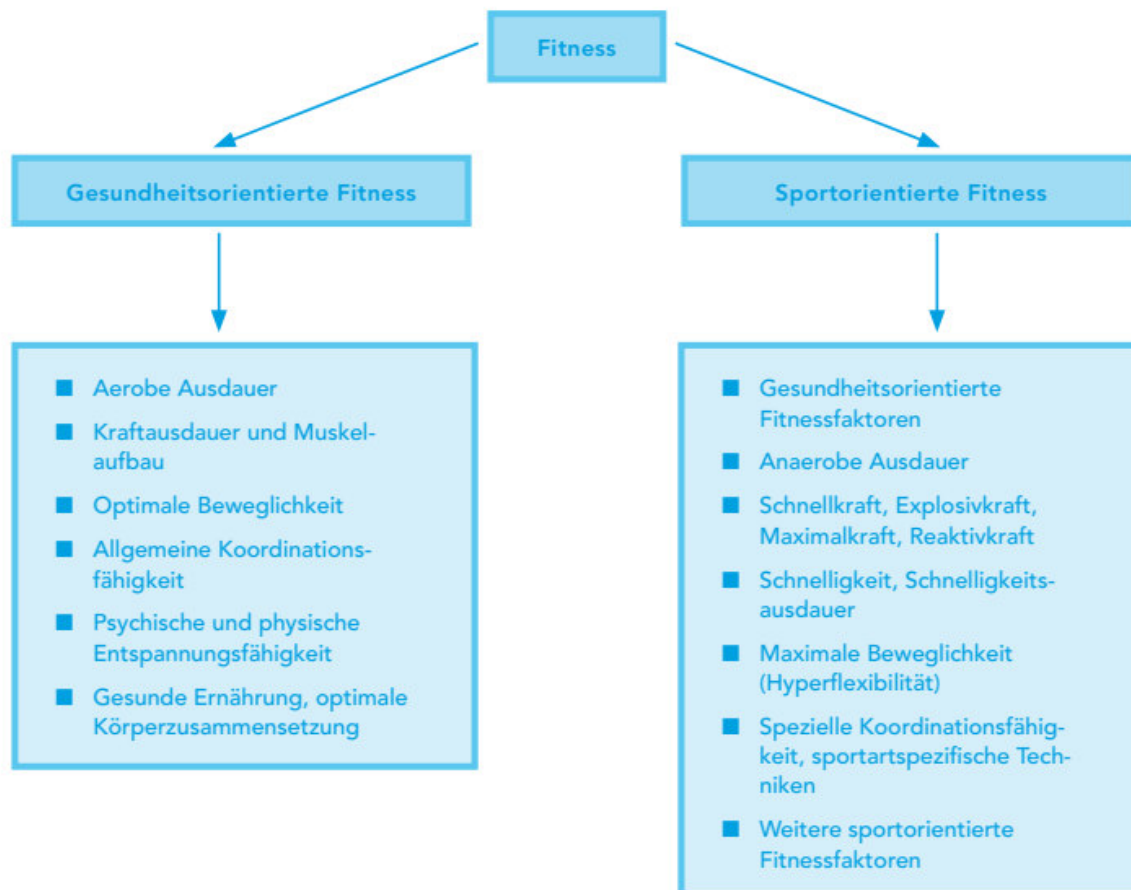 Fitness
Gesundheitsorientierte Fitness
Sportorientierte Fitness
Aerobe Ausdauer
Kraftausdauer und Muskel-
aufbau
Optimale Beweglichkeit
Allgemeine Koordinations-
fähigkeit
Psychische und physische
Entspannungsfähigkeit
Gesunde Ernährung, optimale
Körperzusammensetzung
Gesundheitsorientierte
Fitnessfaktoren
Anaerobe Ausdauer
Schnellkraft, Explosivkraft,
Maximalkraft, Reaktivkraft
Schnelligkeit, Schnelligkeits-
ausdauer
Maximale Beweglichkeit
(Hyperflexibilität)
Spezielle Koordinationsfähig-
keit, sportartspezifische Tech-
niken
Weitere sportorientierte
Fitnessfaktoren